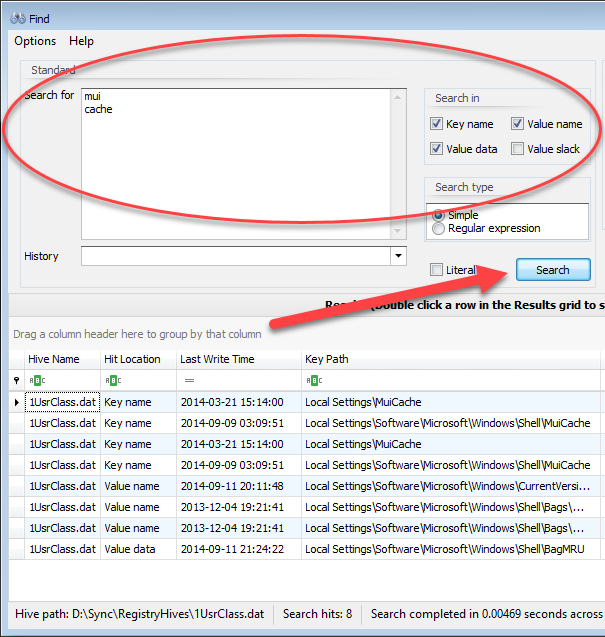 Find
Options Help
Standard
Search for
mui
cache
Search in
Key name Value name
Value data Value slack
Search type
Simple
Regular expression
History
Literal
Search
(Double click a row in the Results grid to s
Drag a column header here to group by that column
Hive Name Hit Location Last Write Time Key Path
ABC ABC = ABC
1UsrClass.dat Key name 2014-03-21 15:14:00 Local Settings\MuiCache
1UsrClass.dat Key name 2014-09-09 03:09:51 Local Settings\Software\Microsoft\Windows\Shell\MuiCache
1UsrClass.dat Key name 2014-03-21 15:14:00 Local Settings\MuiCache
1UsrClass.dat Key name 2014-09-09 03:09:51 Local Settings\Software\Microsoft\Windows\Shell\MuiCache
1UsrClass.dat Value name 2014-09-11 20:11:48 Local Settings\Software\Microsoft\Windows\CurrentVersi...
1UsrClass.dat Value name 2013-12-04 19:21:41 Local Settings\Software\Microsoft\Windows\Shell\Bags\...
1UsrClass.dat Value name 2013-12-04 19:21:41 Local Settings\Software\Microsoft\Windows\Shell\Bags\...
1UsrClass.dat Value data 2014-09-11 21:24:22 Local Settings\Software\Microsoft\Windows\Shell\BagMRU
Hive path: D:\Sync\RegistryHives\1UsrClass.dat Search hits: 8 Search completed in 0.00469 seconds across